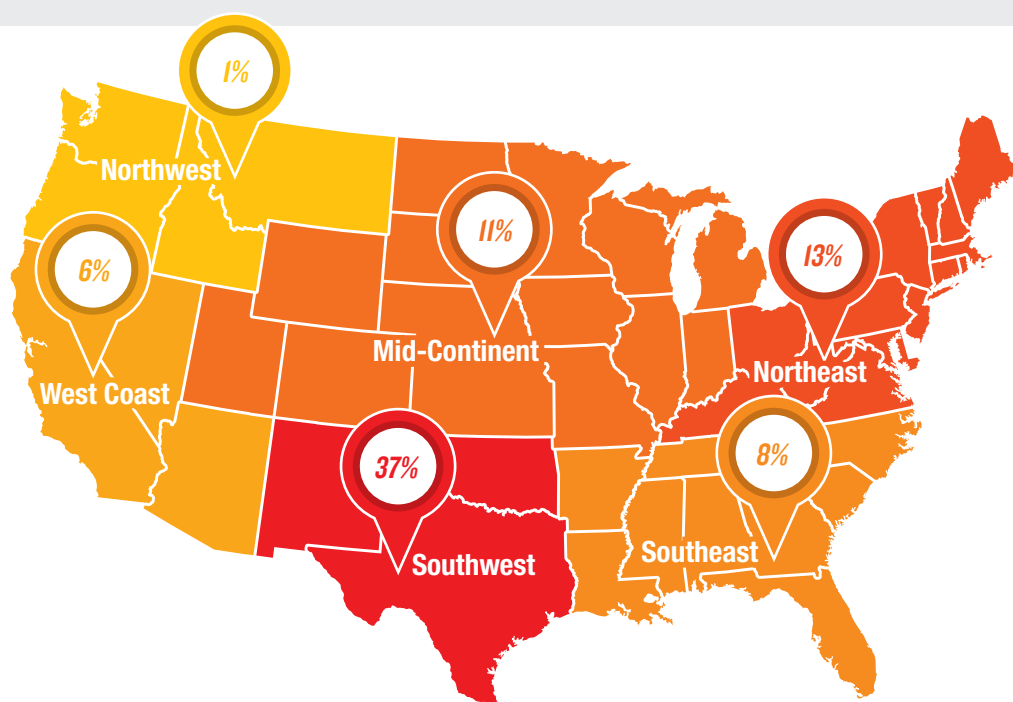 1%
Northwest
11%
13%
6%
Mid-Continent
Northeast
West Coast
37%
8%
Southeast
Southwest